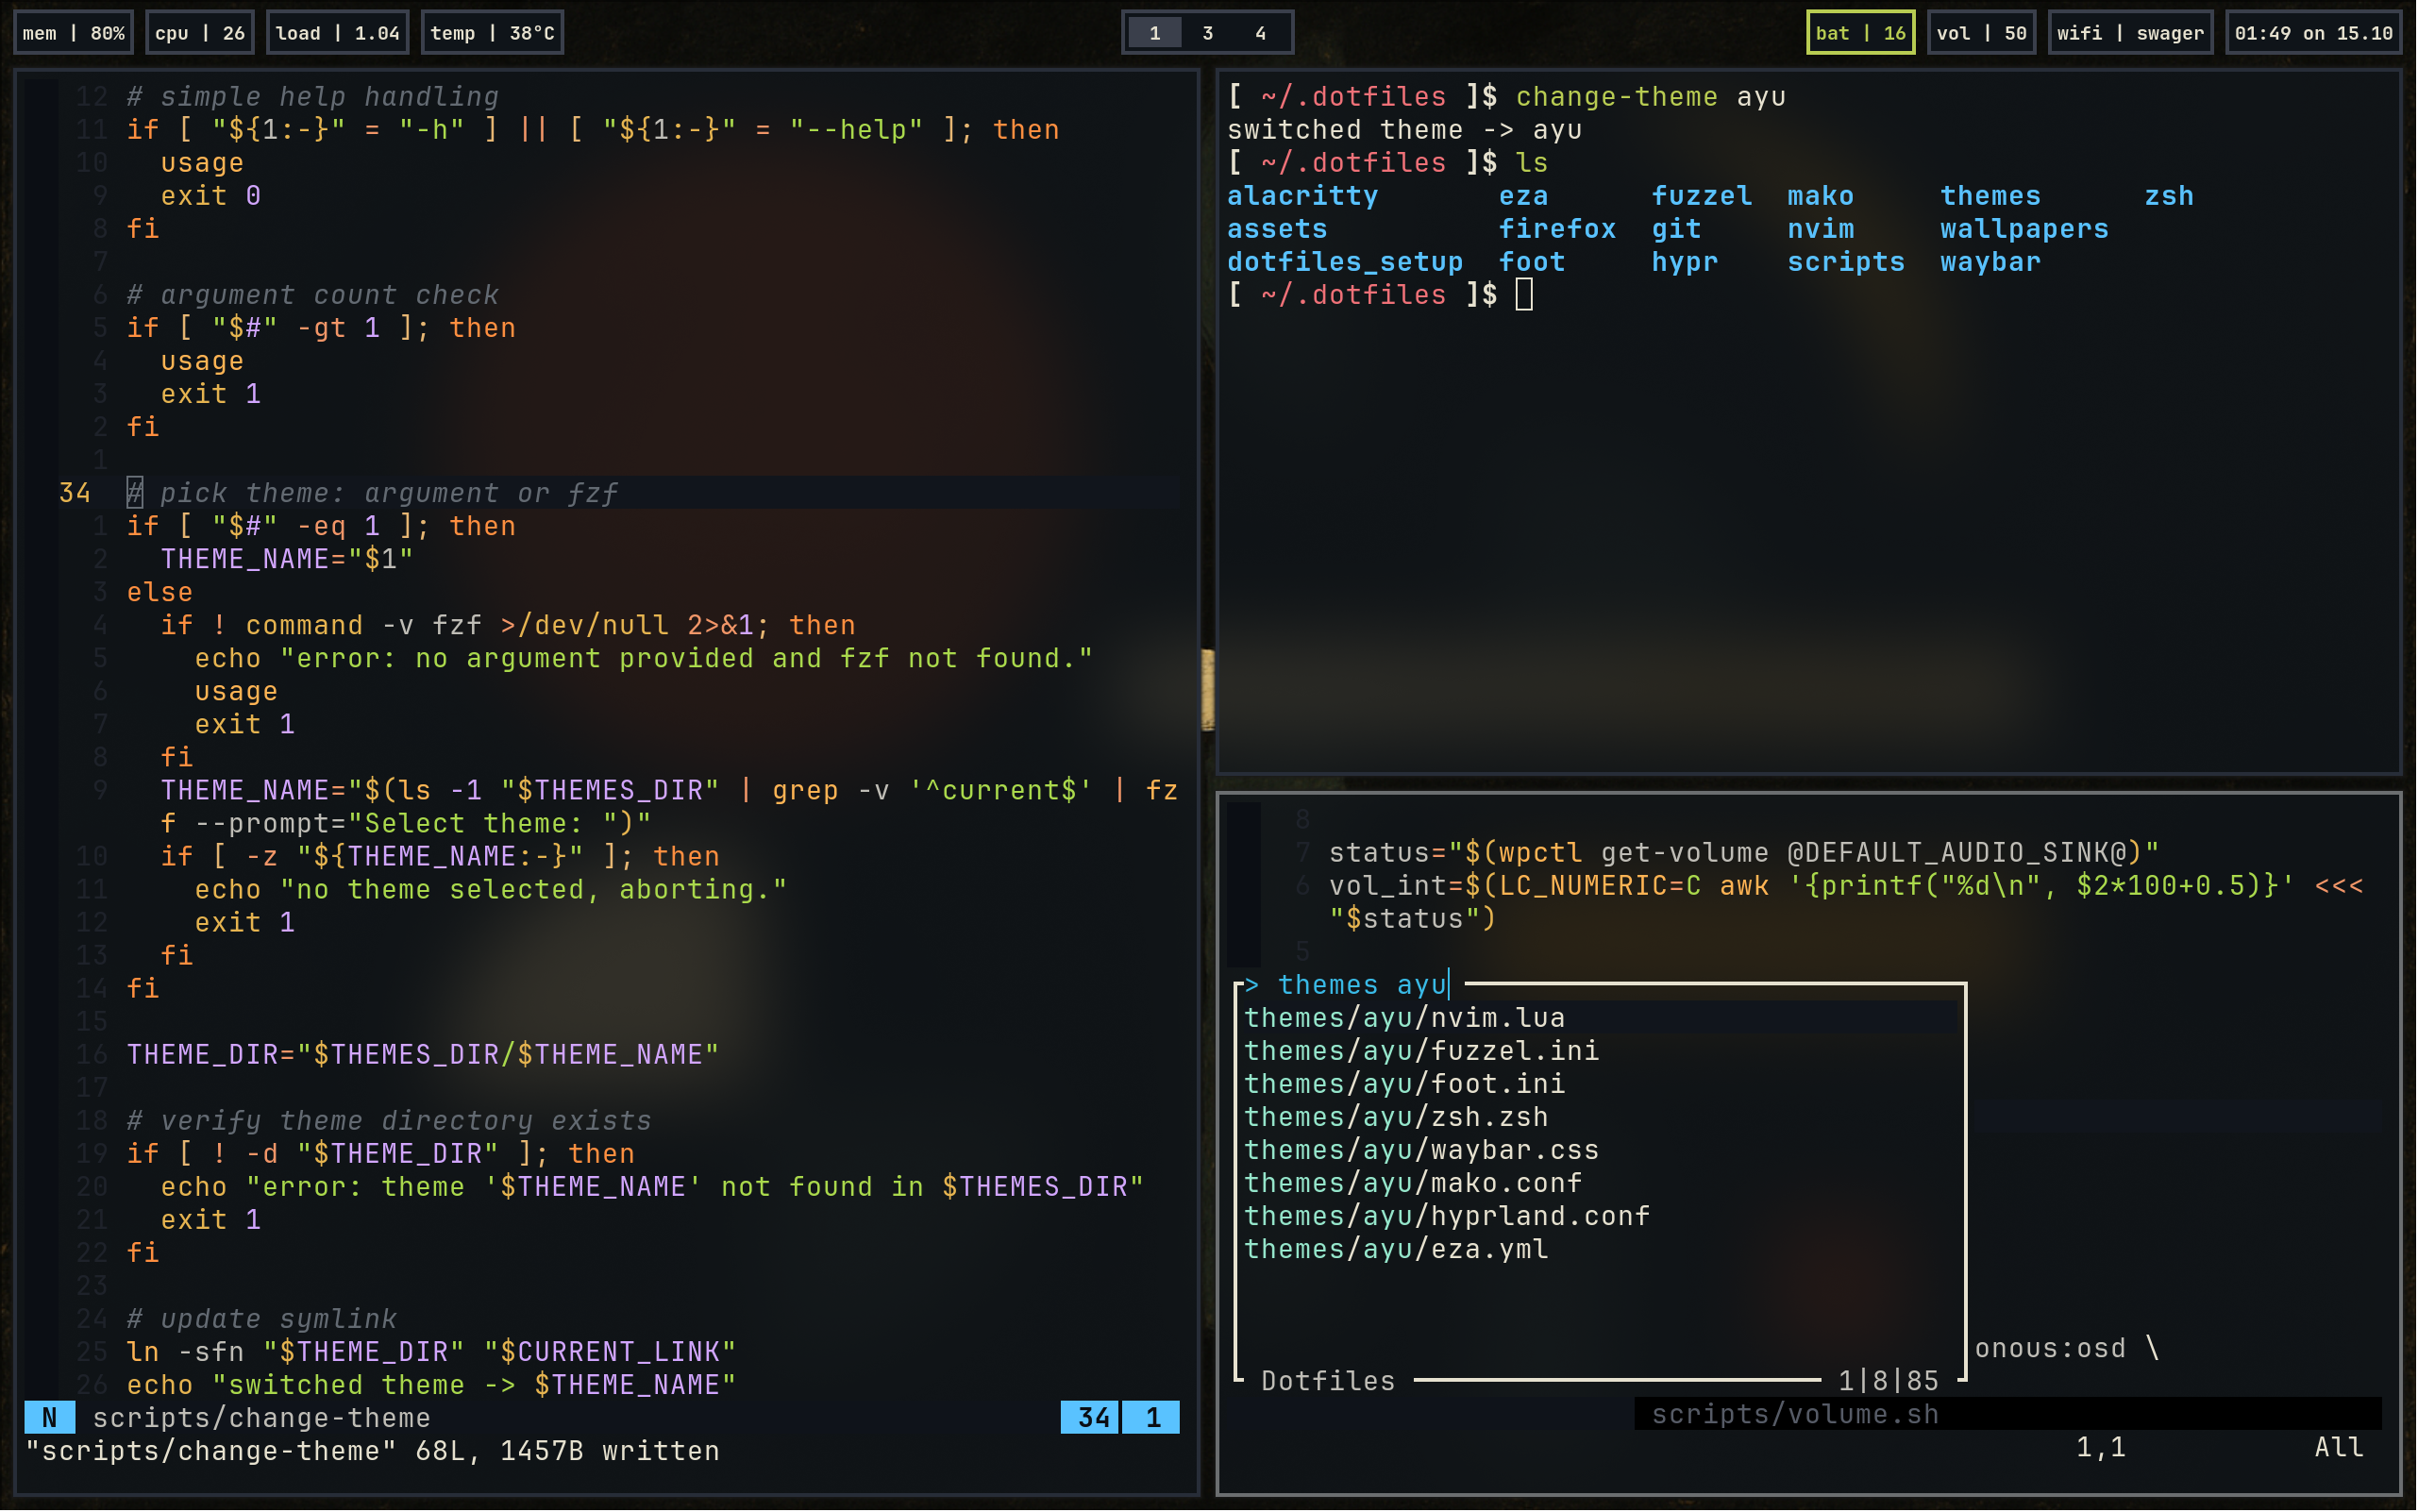 mem | 80% cpu | 26 load | 1.04 temp | 38°C 1 3 4 bat | 16 vol | 50 wifi | swager 01:49 on 15.10
12 # simple help handling
11 if [ "${1:-}" = "-h" ] || [ "${1:-}" = "--help" ]; then
10   usage
9   exit 0
8 fi
7
6 # argument count check
5 if [ "$#" -gt 1 ]; then
4   usage
3   exit 1
2 fi
1
34 # pick theme: argument or fzf
1 if [ "$#" -eq 1 ]; then
2   THEME_NAME="$1"
3 else
4   if ! command -v fzf >/dev/null 2>&1; then
5     echo "error: no argument provided and fzf not found."
6     usage
7     exit 1
8   fi
9   THEME_NAME="$(ls -1 "$THEMES_DIR" | grep -v '^current$' | fz
  f --prompt="Select theme: ")"
10   if [ -z "${THEME_NAME:-}" ]; then
11     echo "no theme selected, aborting."
12     exit 1
13   fi
14 fi
15
16 THEME_DIR="$THEMES_DIR/$THEME_NAME"
17
18 # verify theme directory exists
19 if [ ! -d "$THEME_DIR" ]; then
20   echo "error: theme '$THEME_NAME' not found in $THEMES_DIR"
21   exit 1
22 fi
23
24 # update symlink
25 ln -sfn "$THEME_DIR" "$CURRENT_LINK"
26 echo "switched theme -> $THEME_NAME"
N scripts/change-theme 34 1
"scripts/change-theme" 68L, 1457B written
[ ~/.dotfiles ]$ change-theme ayu
switched theme -> ayu
[ ~/.dotfiles ]$ ls
alacritty eza fuzzel mako themes zsh
assets firefox git nvim wallpapers
dotfiles_setup foot hypr scripts waybar
[ ~/.dotfiles ]$
8
7 status="$(wpctl get-volume @DEFAULT_AUDIO_SINK@)"
6 vol_int=$(LC_NUMERIC=C awk '{printf("%d\n", $2*100+0.5)}' <<<
"$status")
5
> themes ayu
themes/ayu/nvim.lua
themes/ayu/fuzzel.ini
themes/ayu/foot.ini
themes/ayu/zsh.zsh
themes/ayu/waybar.css
themes/ayu/mako.conf
themes/ayu/hyprland.conf
themes/ayu/eza.yml
onous:osd \
Dotfiles 1|8|85
scripts/volume.sh
1,1 All